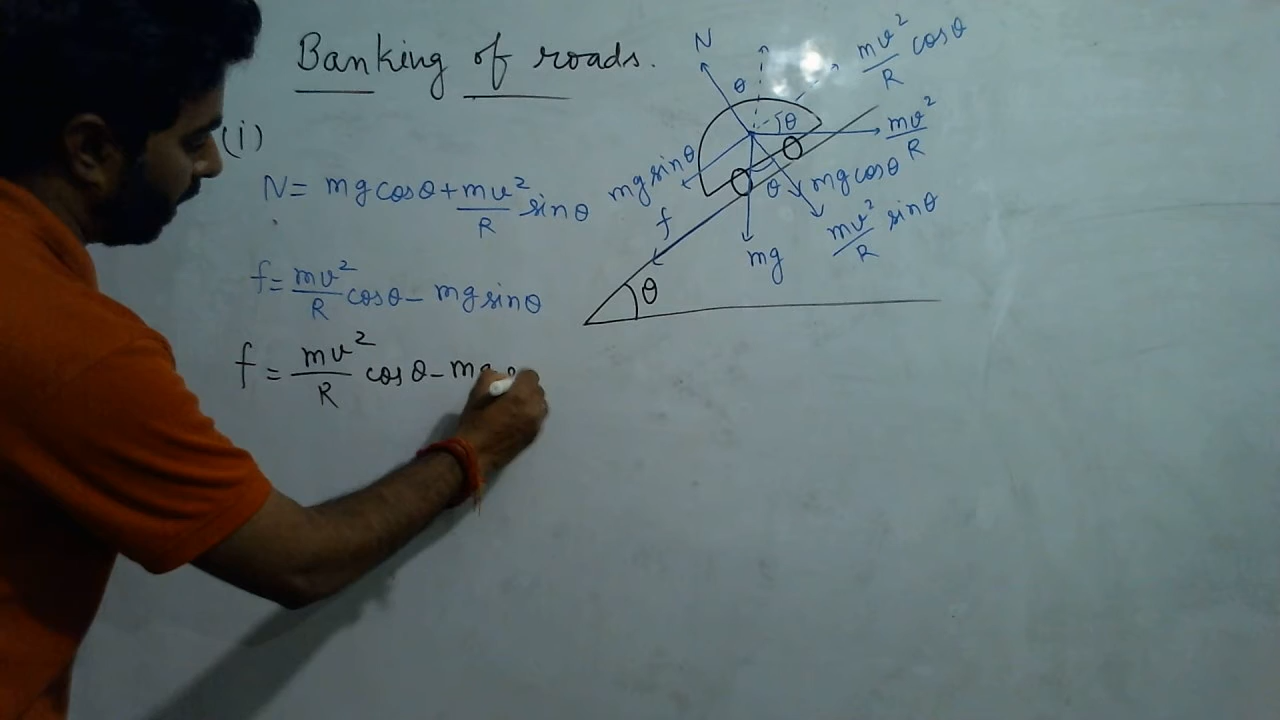 Banking of roads.
(i)
N = mg cosθ + mv²/R sinθ
f = mv²/R cosθ - mg sinθ
f = mv²/R cosθ - mg
N
θ
mv²/R cosθ
θ
mv²/R
mg sinθ
θ
mg cosθ
f
mv²/R sinθ
mg
θ